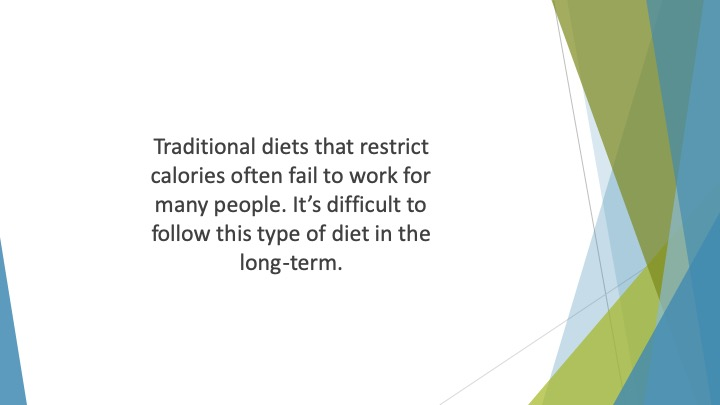 Traditional diets that restrict
calories often fail to work for
many people. It’s difficult to
follow this type of diet in the
long-term.